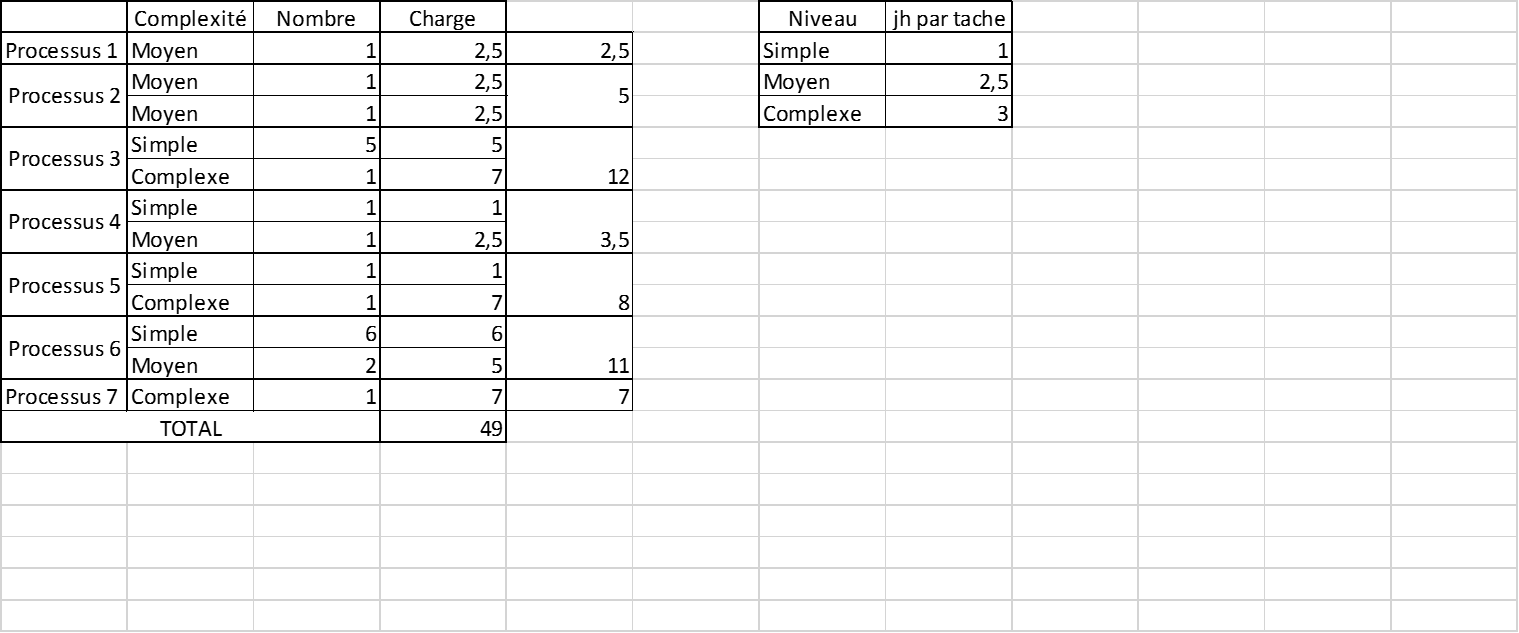 Complexité Nombre Charge Niveau jh par tache
Processus 1 Moyen 1 2,5 2,5 Simple 1
Processus 2 Moyen 1 2,5 5 Moyen 2,5
Moyen 1 2,5 Complexe 3
Processus 3 Simple 5 5
Complexe 1 7 12
Processus 4 Simple 1 1
Moyen 1 2,5 3,5
Processus 5 Simple 1 1
Complexe 1 7 8
Processus 6 Simple 6 6
Moyen 2 5 11
Processus 7 Complexe 1 7 7
TOTAL 49